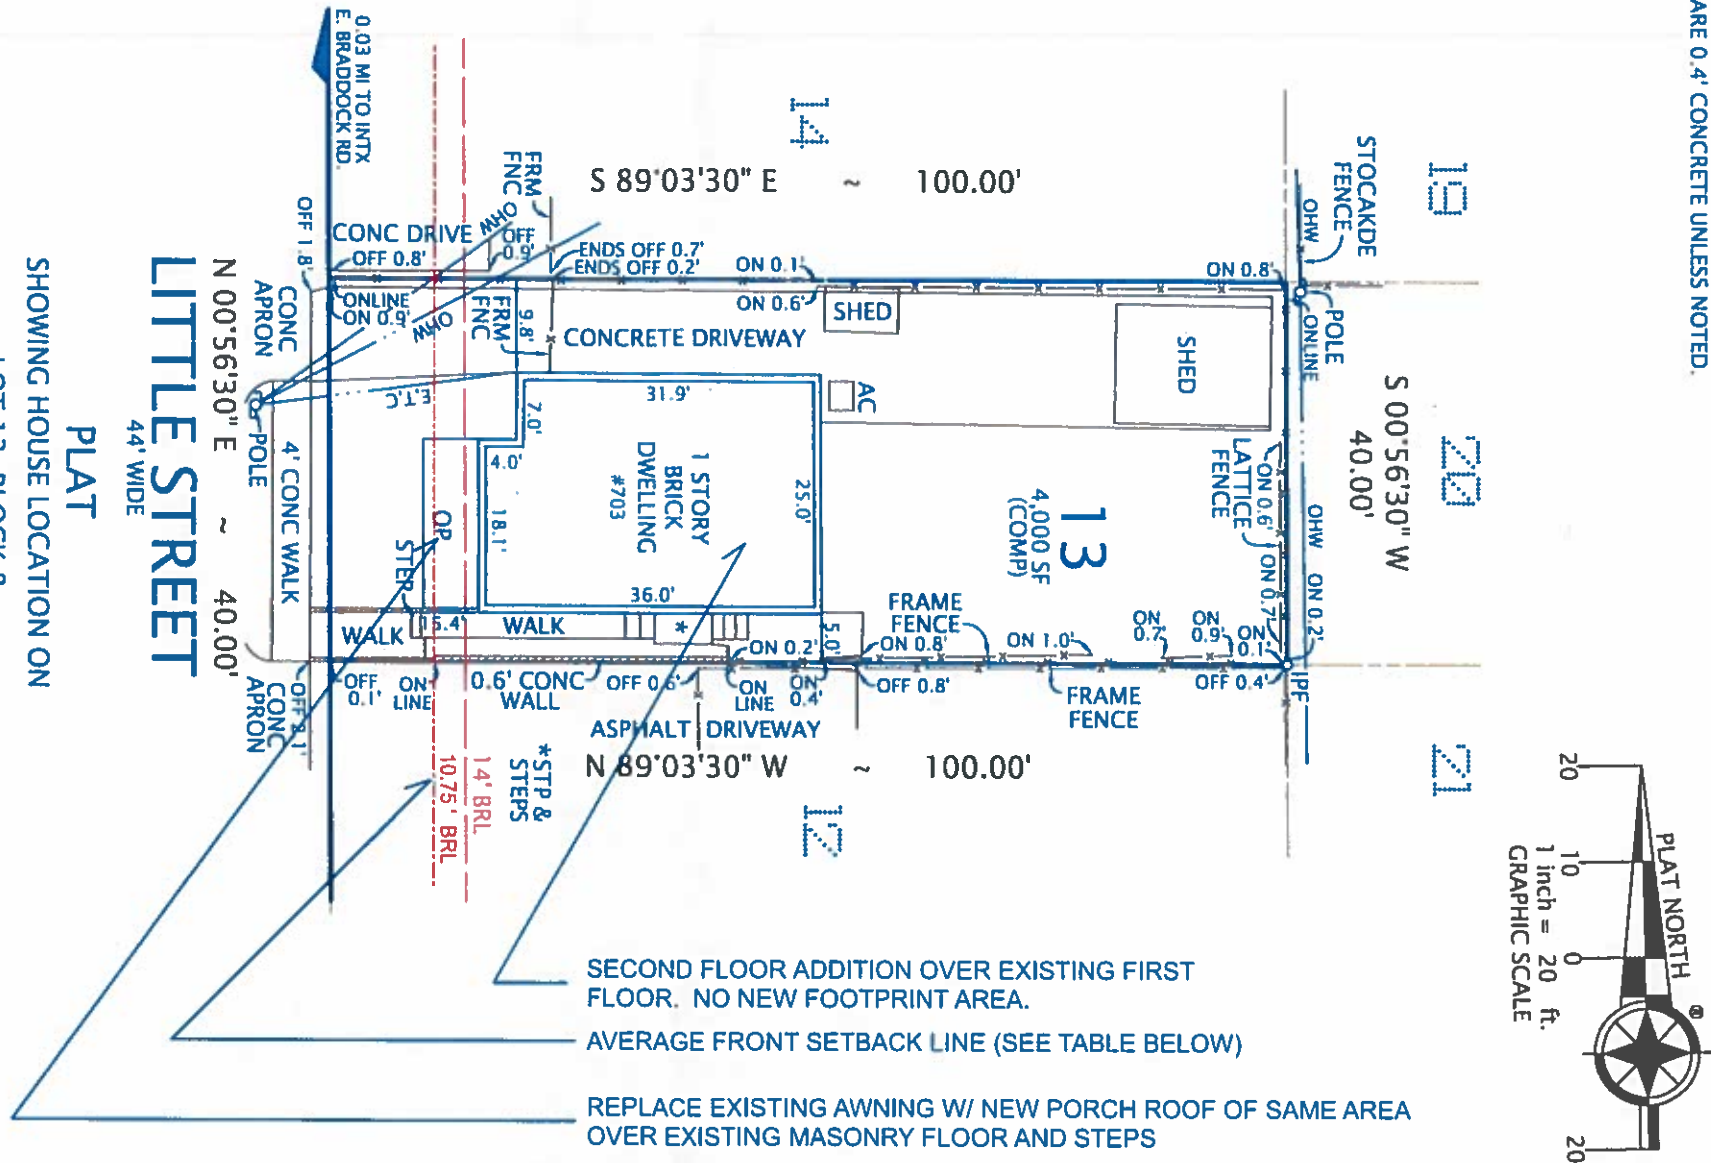 ARE 0.4' CONCRETE UNLESS NOTED.
19
20
21
14
12
STOCAKDE
FENCE
OHW
POLE
ONLINE
S 00°56'30" W
40.00'
OHW
ON 0.2'
IPF
S 89°03'30" E ~ 100.00'
0.03 MI TO INTX
E. BRADDOCK RD.
FRM
FNC
OHW
OFF
0.9'
CONC DRIVE
OFF 0.8'
OFF 1.8'
ENDS OFF 0.7'
ENDS OFF 0.2'
ON 0.1'
ON 0.8'
ONLINE
ON 0.9'
OHW
FRM
FNC
9.8'
ON 0.6'
SHED
CONCRETE DRIVEWAY
SHED
AC
CONC
APRON
E.T.C
POLE
31.9'
7.0'
4.0'
18.1'
25.0'
36.0'
1 STORY
BRICK
DWELLING
#703
13
4,000 SF
(COMP)
ON 0.6'
LATTICE
FENCE
ON 0.7'
ON
0.1'
4' CONC WALK
OP
STEP
15.4'
WALK
WALK
*
5.0'
FRAME
FENCE
ON 1.0'
ON
0.7'
ON
0.9'
ON 0.2'
ON 0.8'
OFF
0.1'
ON
LINE
0.6' CONC
WALL
OFF 0.6'
ON
LINE
ON
0.4'
OFF 0.8'
FRAME
FENCE
OFF 0.4'
CONC
APRON
ASPHALT DRIVEWAY
*STP &
STEPS
N 89°03'30" W ~ 100.00'
14' BRL
10.75' BRL
N 00°56'30" E ~ 40.00'
LITTLE STREET
44' WIDE
PLAT
SHOWING HOUSE LOCATION ON
PLAT NORTH
®
20 10 0 20
1 inch = 20 ft.
GRAPHIC SCALE
SECOND FLOOR ADDITION OVER EXISTING FIRST
FLOOR. NO NEW FOOTPRINT AREA.
AVERAGE FRONT SETBACK LINE (SEE TABLE BELOW)
REPLACE EXISTING AWNING W/ NEW PORCH ROOF OF SAME AREA
OVER EXISTING MASONRY FLOOR AND STEPS